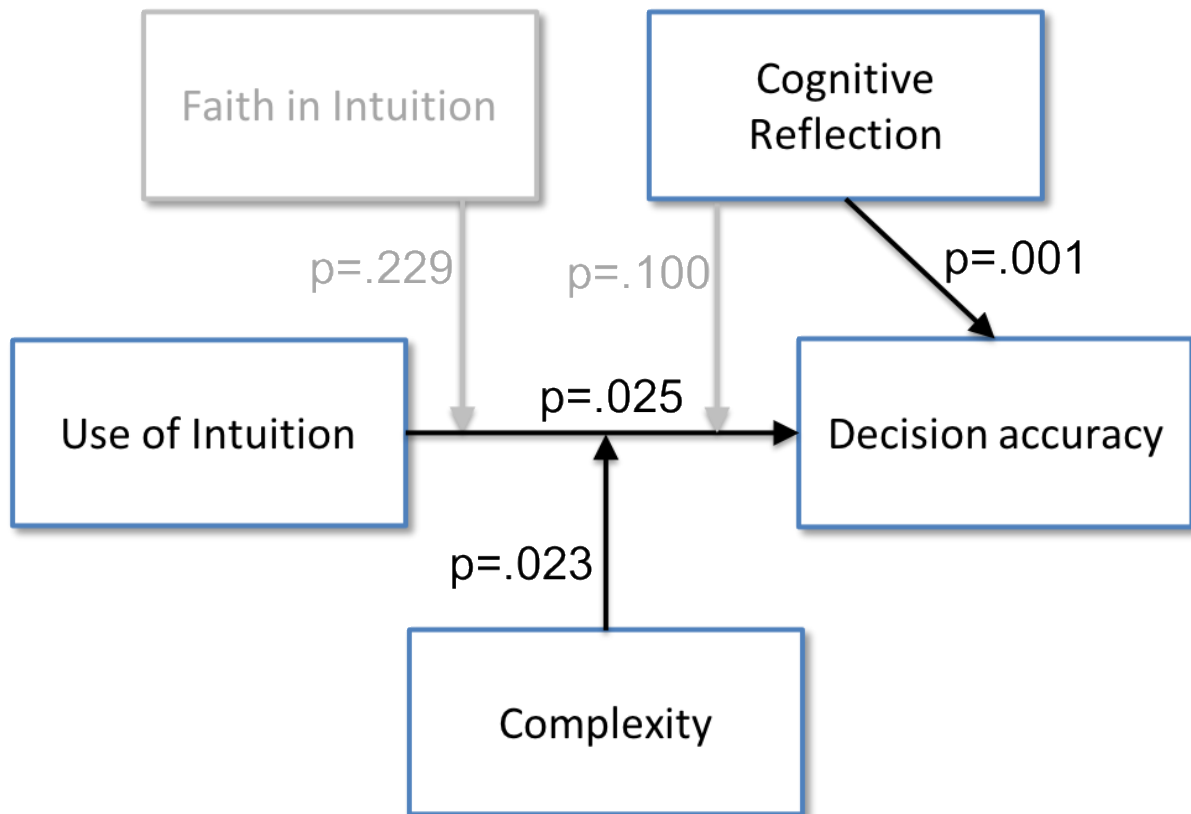 Faith in Intuition
Cognitive
Reflection
p=.229
p=.100
p=.001
Use of Intuition
p=.025
Decision accuracy
p=.023
Complexity